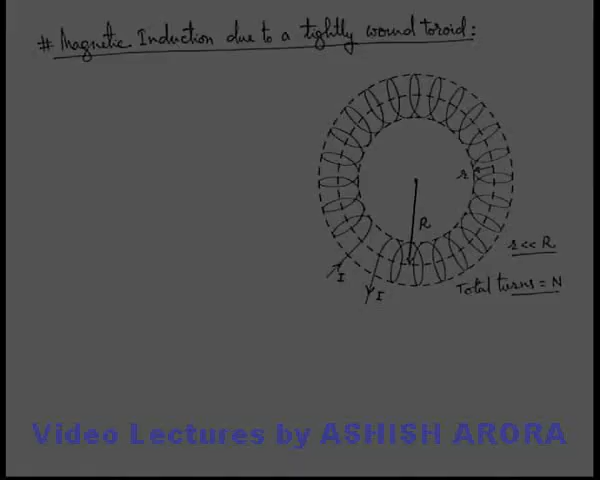 # Magnetic Induction due to a tightly wound toroid :
r
R
r << R
I
I
Total turns = N
Video Lectures by ASHISH ARORA